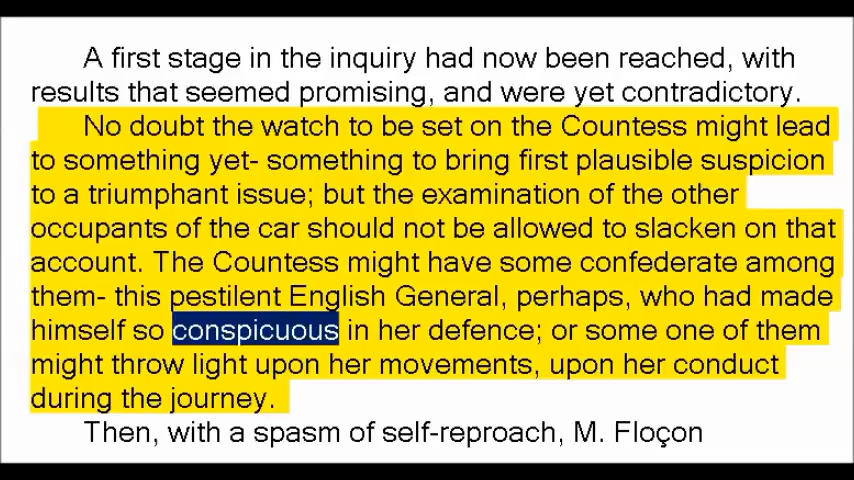 A first stage in the inquiry had now been reached, with
results that seemed promising, and were yet contradictory.
No doubt the watch to be set on the Countess might lead
to something yet- something to bring first plausible suspicion
to a triumphant issue; but the examination of the other
occupants of the car should not be allowed to slacken on that
account. The Countess might have some confederate among
them- this pestilent English General, perhaps, who had made
himself so conspicuous in her defence; or some one of them
might throw light upon her movements, upon her conduct
during the journey.
Then, with a spasm of self-reproach, M. Floçon